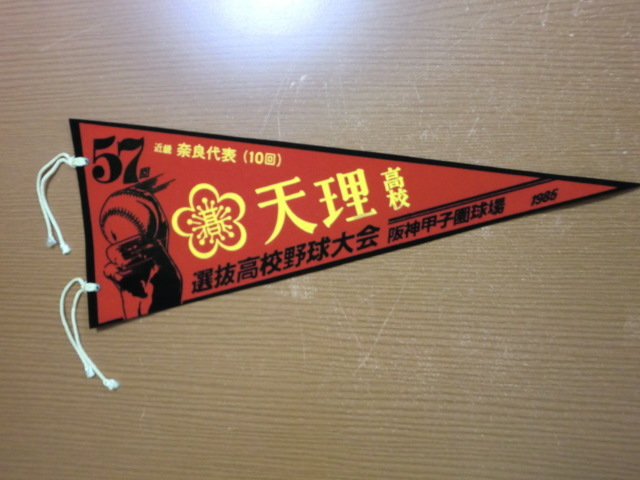 57回
近畿 奈良代表(10回)
天理高校
選抜高校野球大会 阪神甲子園球場 1985